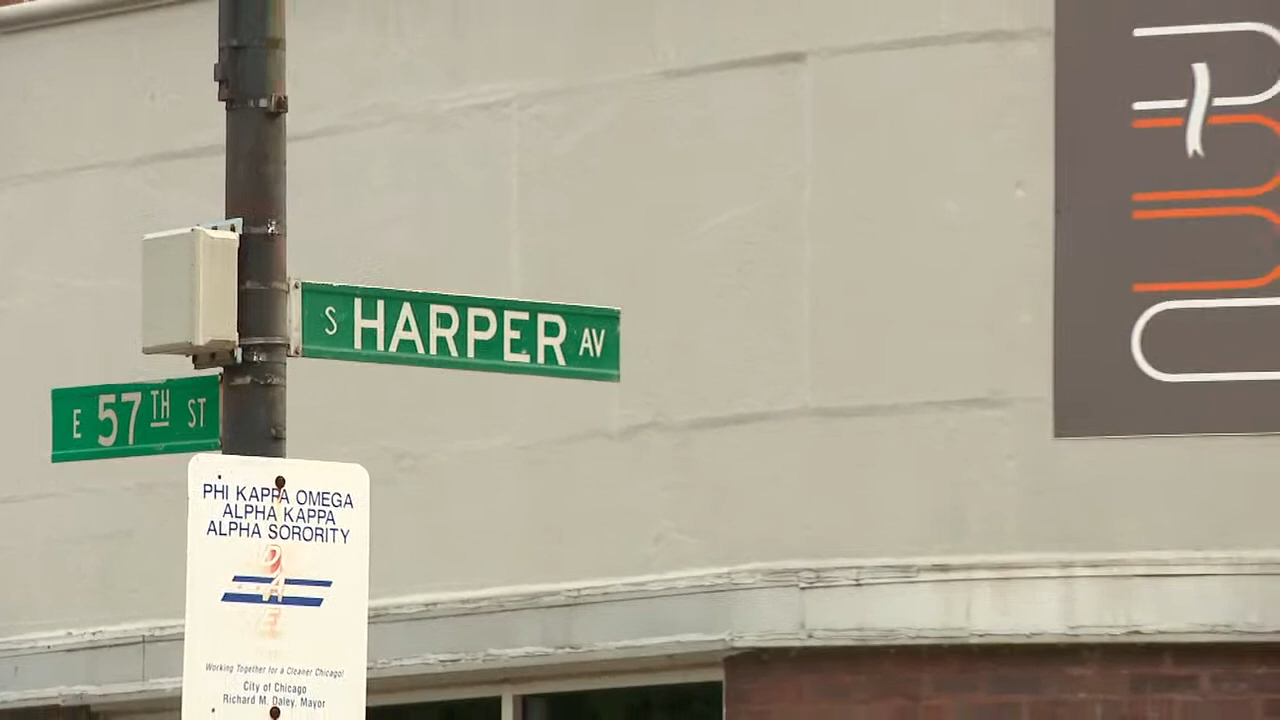 S HARPER AV
E 57TH ST
PHI KAPPA OMEGA
ALPHA KAPPA
ALPHA SORORITY
Working Together for a Cleaner Chicago!
City of Chicago
Richard M. Daley, Mayor